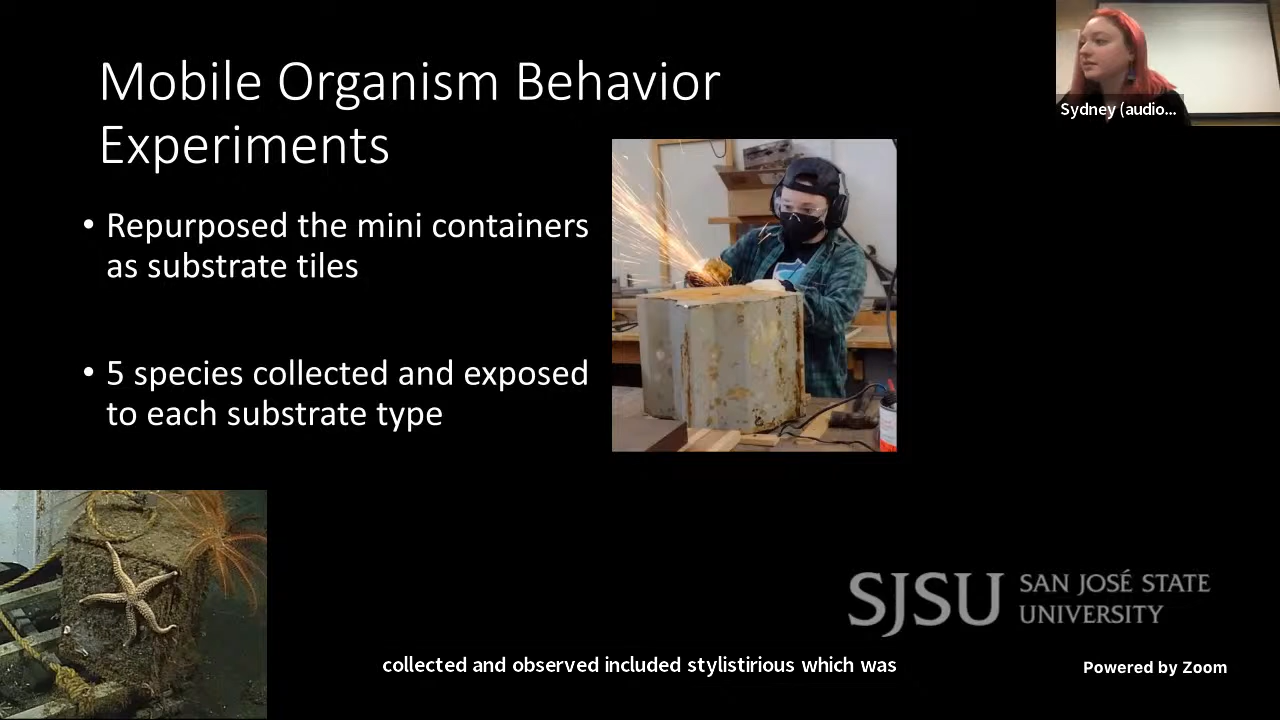 Mobile Organism Behavior
Experiments
Sydney (audio...
• Repurposed the mini containers
as substrate tiles
• 5 species collected and exposed
to each substrate type
SJSU SAN JOSÉ STATE
UNIVERSITY
collected and observed included stylistirious which was
Powered by Zoom